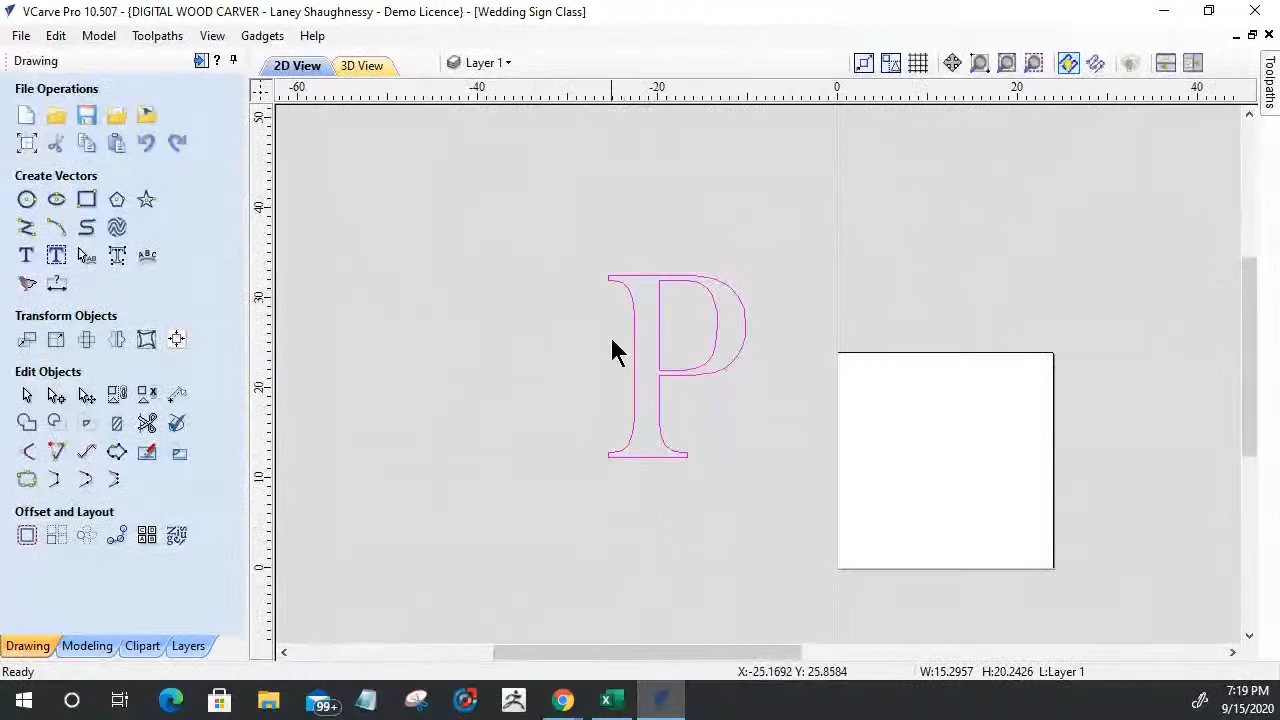 VCarve Pro 10.507 - {DIGITAL WOOD CARVER - Laney Shaughnessy - Demo Licence} - [Wedding Sign Class]
File Edit Model Toolpaths View Gadgets Help
Drawing
2D View 3D View Layer 1
Toolpaths
File Operations
-60 -40 -20 0 20 40
50
40
30
20
10
0
P
Create Vectors
T T T ABC
Transform Objects
Edit Objects
Offset and Layout
Drawing Modeling Clipart Layers
Ready X:-25.1692 Y: 25.8584 W:15.2957 H:20.2426 L:Layer 1
99+
7:19 PM
9/15/2020